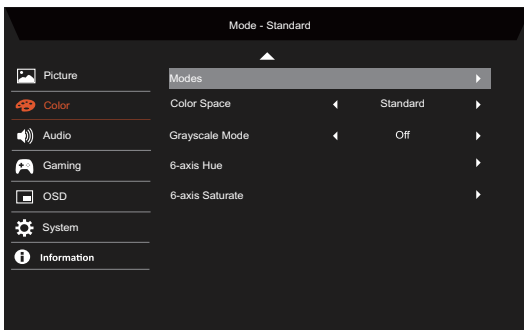 Mode - Standard
Picture
Modes
Color
Color Space Standard
Audio
Grayscale Mode Off
Gaming
6-axis Hue
OSD
6-axis Saturate
System
Information